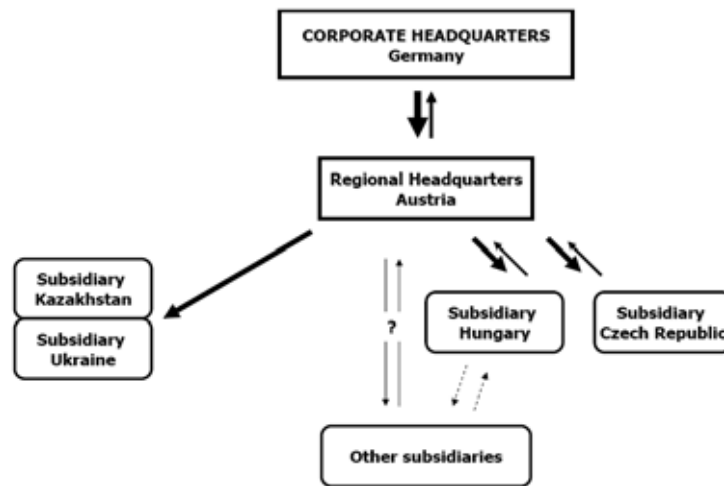 CORPORATE HEADQUARTERS
Germany
Regional Headquarters
Austria
Subsidiary
Kazakhstan
Subsidiary
Ukraine
?
Subsidiary
Hungary
Subsidiary
Czech Republic
Other subsidiaries